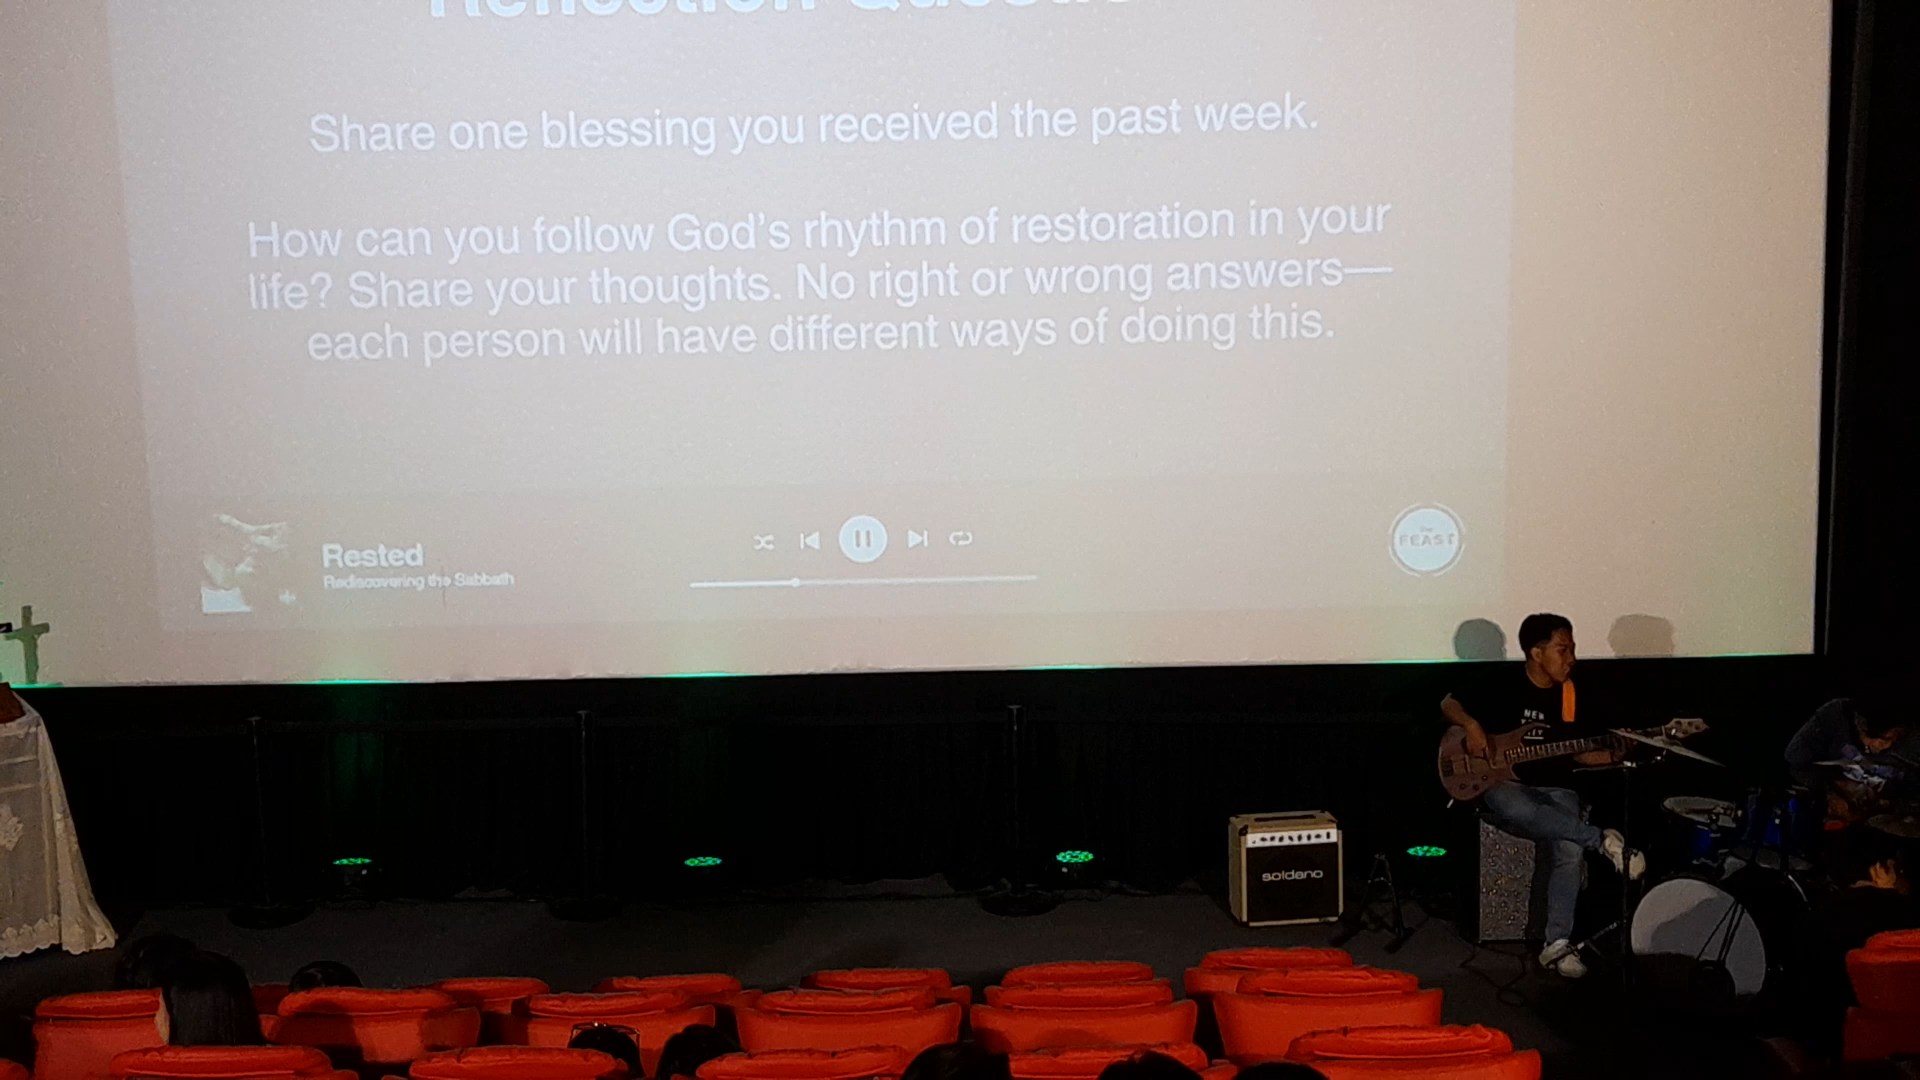 Share one blessing you received the past week.
How can you follow God's rhythm of restoration in your
life? Share your thoughts. No right or wrong answers—
each person will have different ways of doing this.
Rested
Rediscovering the Sabbath
FEAST
soldano
NEW